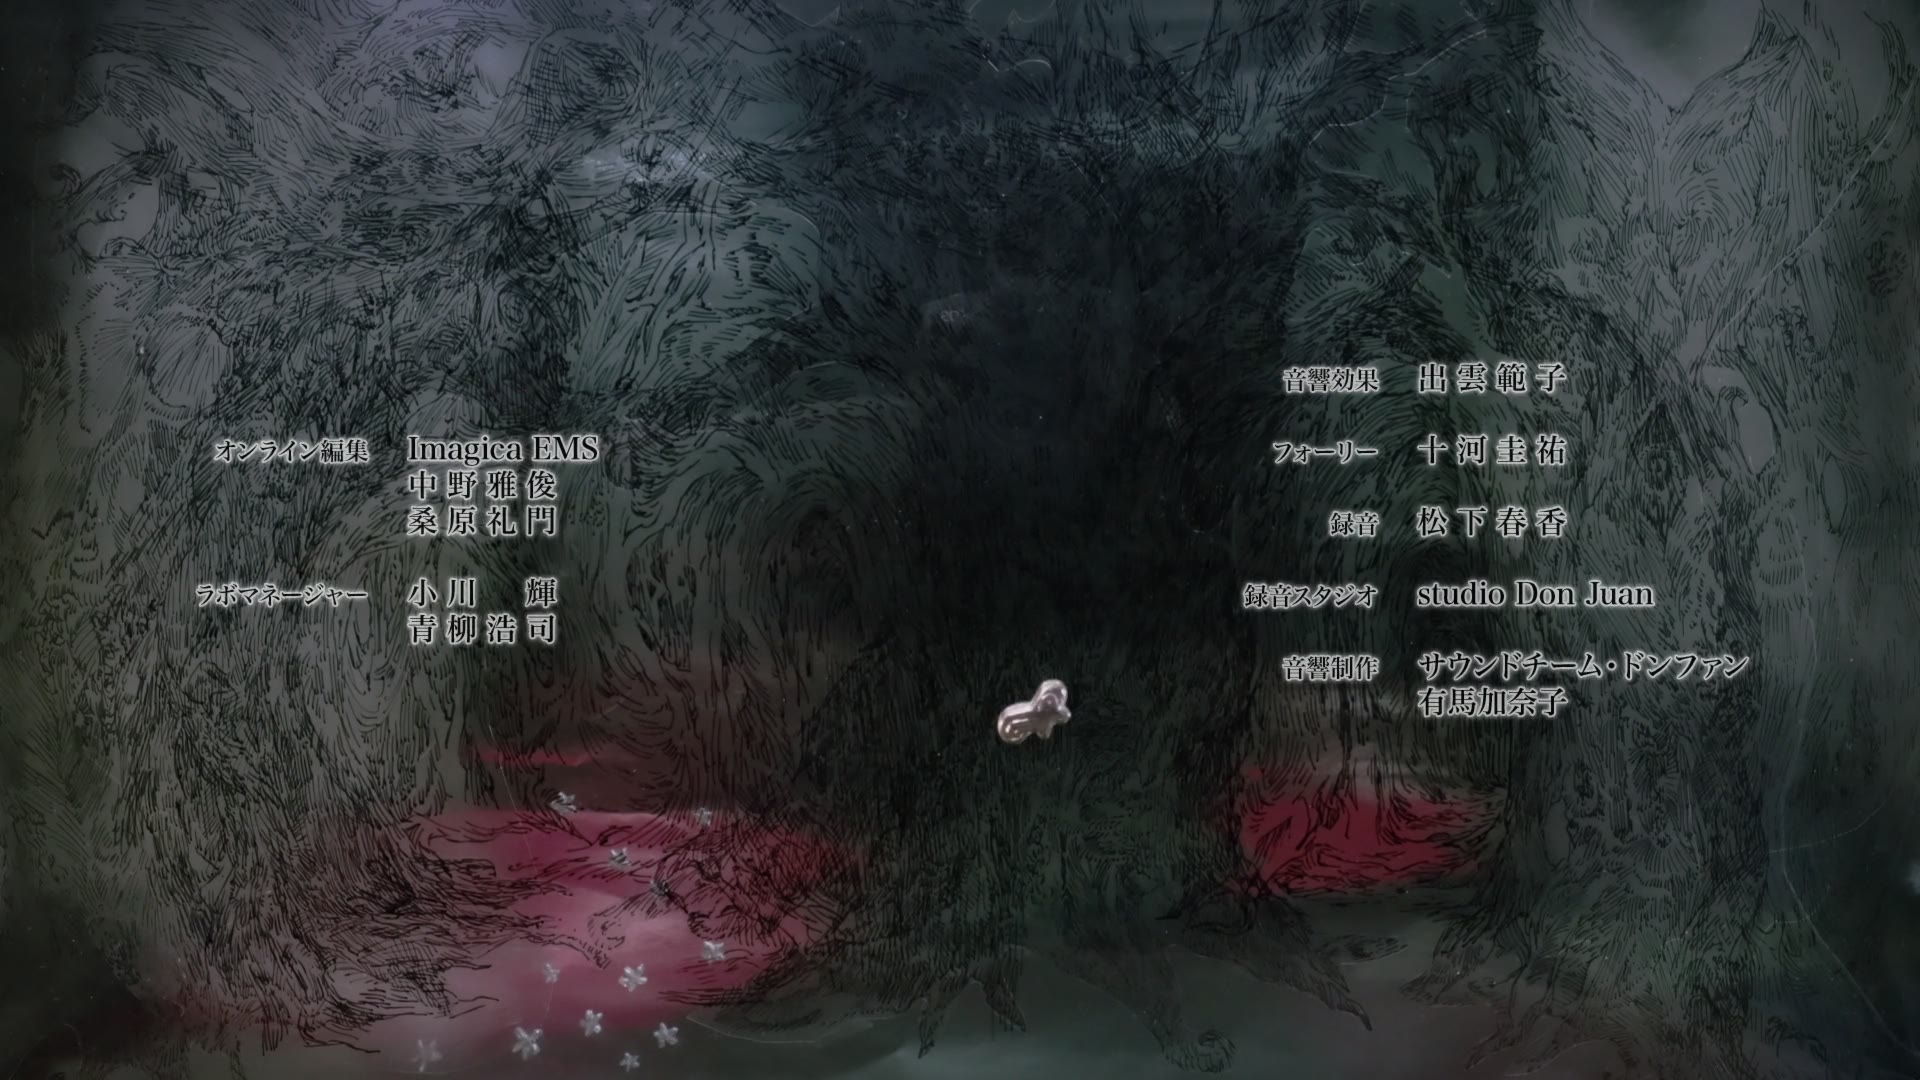 オンライン編集 Imagica EMS
中野雅俊
桑原礼門
ラボマネージャー 小川 輝
青柳浩司
音響効果 出雲範子
フォーリー 十河圭祐
録音 松下春香
録音スタジオ studio Don Juan
音響制作 サウンドチーム・ドンファン
有馬加奈子